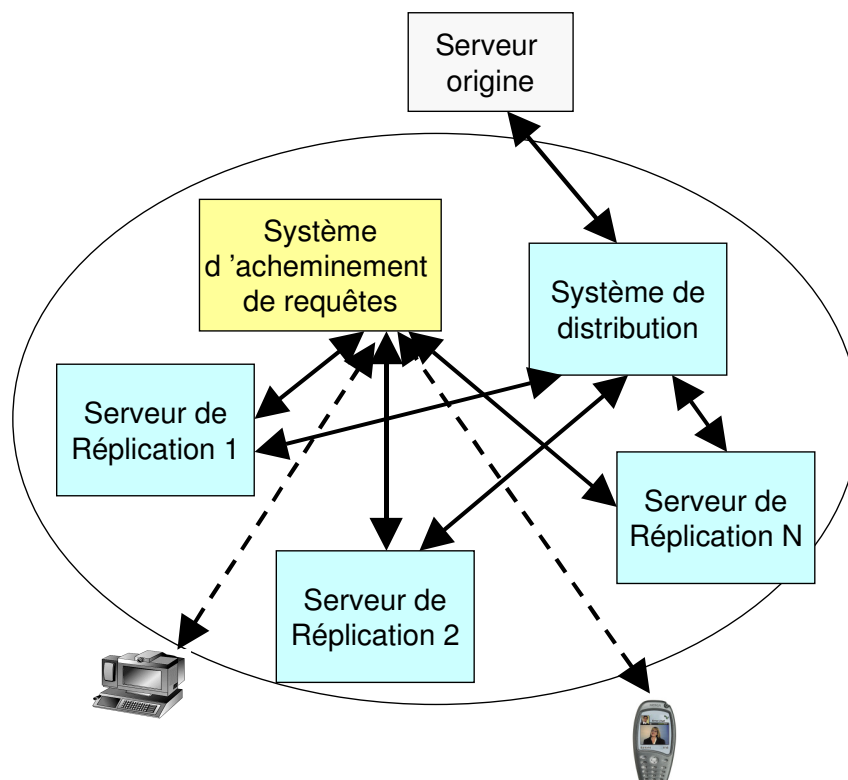 Serveur
origine
Système
d ’acheminement
de requêtes
Système de
distribution
Serveur de
Réplication 1
Serveur de
Réplication N
Serveur de
Réplication 2